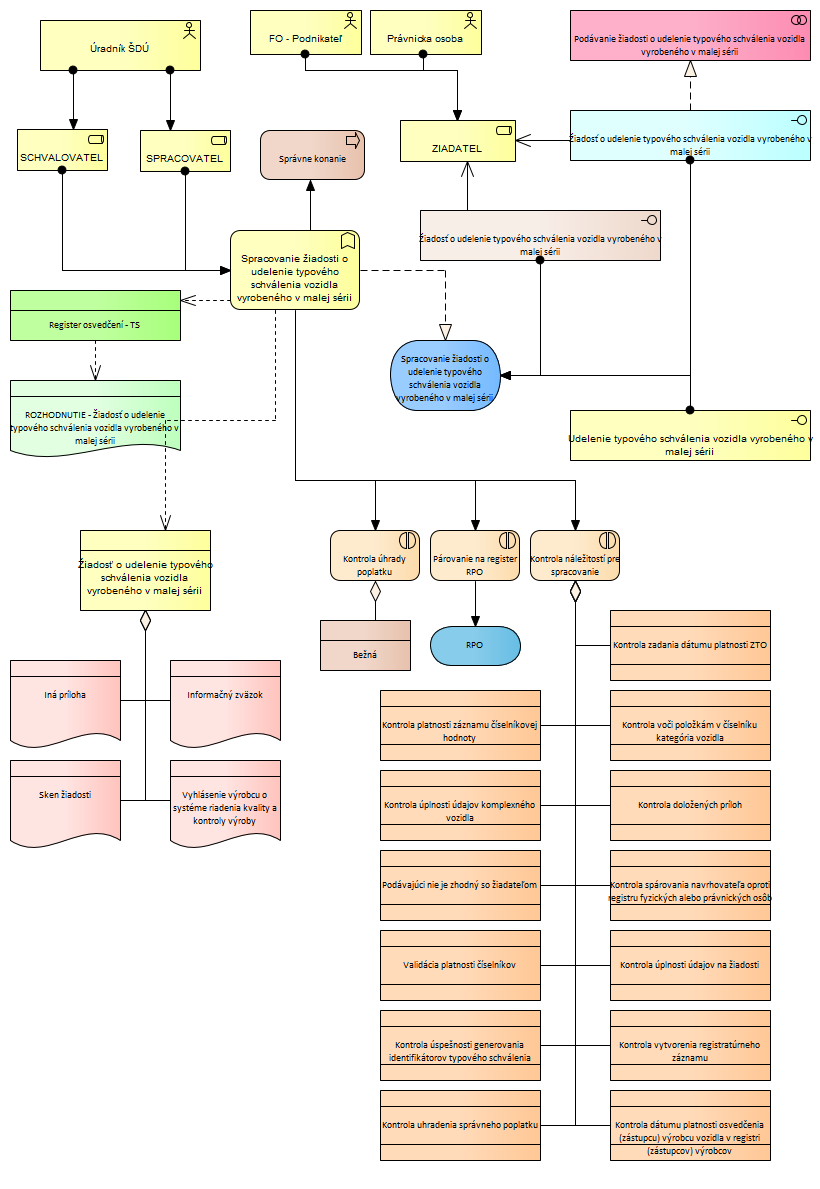 Úradník ŠDÚ
FO - Podnikateľ
Právnicka osoba
Podávanie žiadosti o udelenie typového schválenia vozidla
vyrobeného v malej sérii
SCHVALOVATEL
SPRACOVATEL
Správne konanie
ZIADATEL
Žiadosť o udelenie typového schválenia vozidla vyrobeného v
malej sérii
Žiadosť o udelenie typového schválenia vozidla vyrobeného v
malej sérii
Spracovanie žiadosti o
udelenie typového
schválenia vozidla
vyrobeného v malej sérii
Register osvedčení - TS
Spracovanie žiadosti o
udelenie typového
schválenia vozidla
vyrobeného v malej sérii
ROZHODNUTIE - Žiadosť o udelenie
typového schválenia vozidla vyrobeného v
malej sérii
Udelenie typového schválenia vozidla vyrobeného v
malej sérii
Žiadosť o udelenie typového
schválenia vozidla
vyrobeného v malej sérii
Kontrola úhrady
poplatku
Párovanie na register
RPO
Kontrola náležitostí pre
spracovanie
Bežná
RPO
Kontrola zadania dátumu platnosti ZTO
Iná príloha
Informačný zväzok
Sken žiadosti
Vyhlásenie výrobcu o
systéme riadenia kvality a
kontroly výroby
Kontrola platnosti záznamu číselníkovej
hodnoty
Kontrola voči položkám v číselníku
kategória vozidla
Kontrola úplnosti údajov komplexného
vozidla
Kontrola doložených príloh
Podávajúci nie je zhodný so žiadateľom
Kontrola spárovania navrhovateľa oproti
registru fyzických alebo právnických osôb
Validácia platnosti číselníkov
Kontrola úplnosti údajov na žiadosti
Kontrola úspešnosti generovania
identifikátorov typového schválenia
Kontrola vytvorenia registratúrneho
záznamu
Kontrola uhradenia správneho poplatku
Kontrola dátumu platnosti osvedčenia
(zástupcu) výrobcu vozidla v registri
(zástupcov) výrobcov